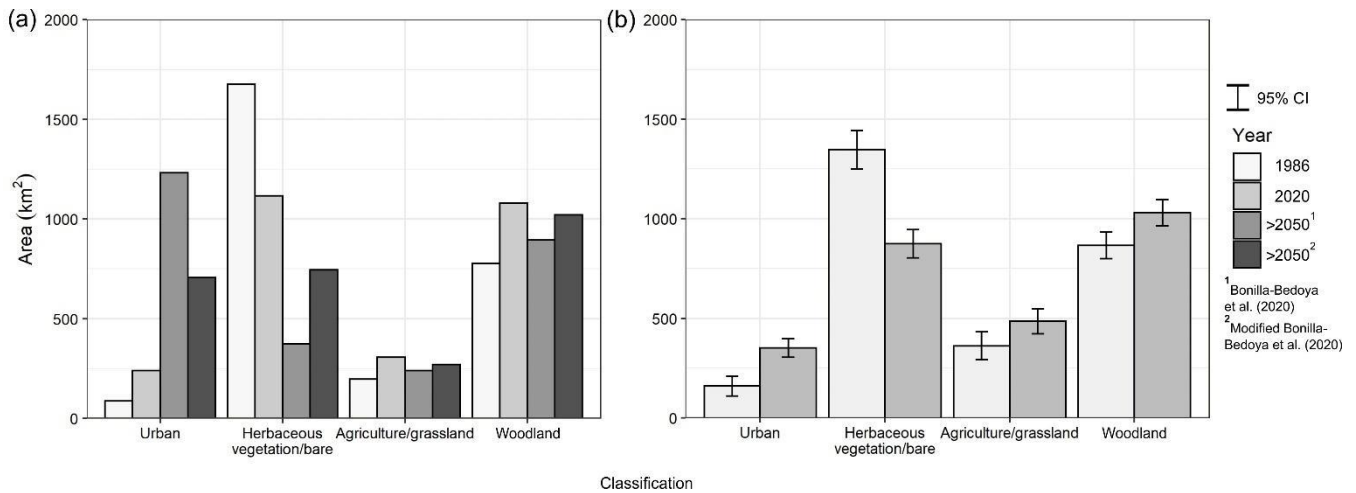 (a)
Area (km²)
2000
1500
1000
500
0
Urban
Herbaceous
vegetation/bare
Agriculture/grassland
Woodland
(b)
2000
1500
1000
500
0
Urban
Herbaceous
vegetation/bare
Agriculture/grassland
Woodland
Classification
95% CI
Year
1986
2020
>2050¹
>2050²
¹Bonilla-Bedoya
et al. (2020)
²Modified Bonilla-
Bedoya et al. (2020)